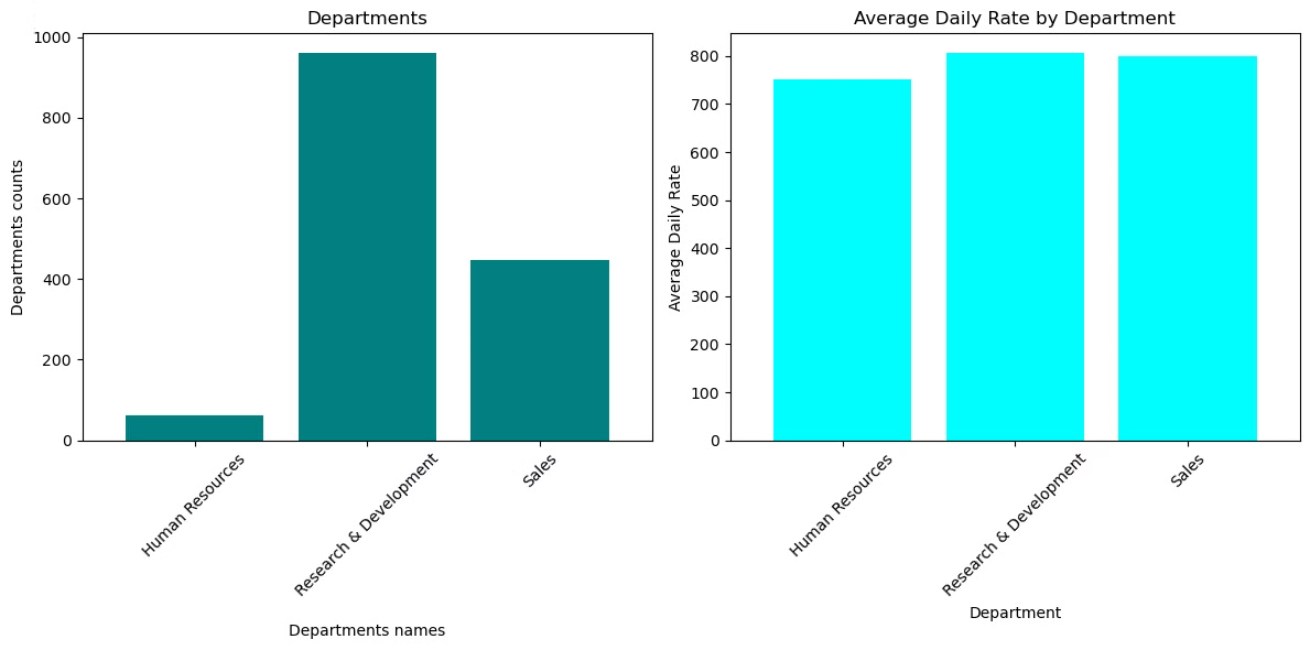 Departments
Departments counts
1000
800
600
400
200
0
Human Resources
Research & Development
Sales
Departments names
Average Daily Rate by Department
Average Daily Rate
800
700
600
500
400
300
200
100
0
Human Resources
Research & Development
Sales
Department